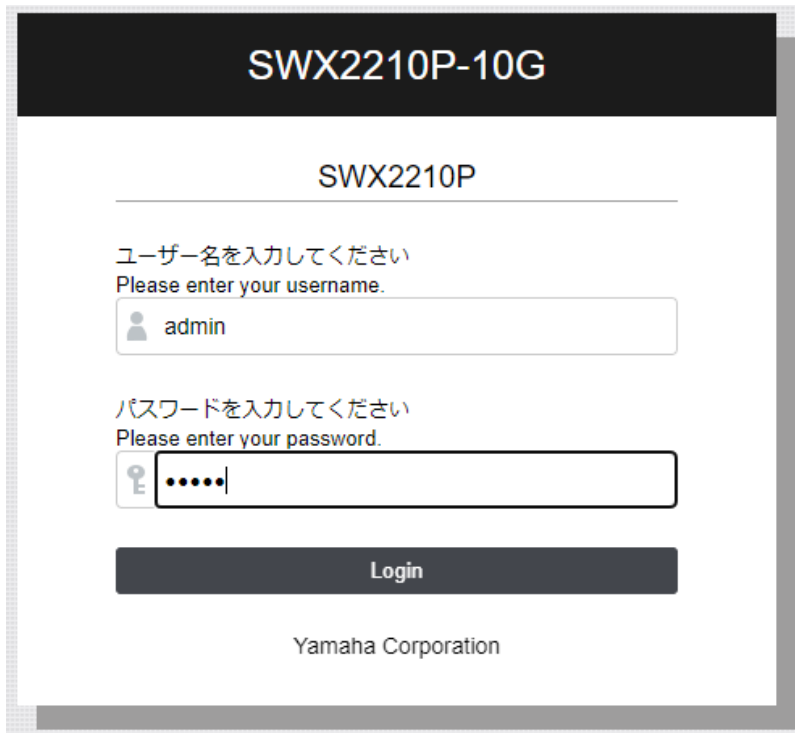 SWX2210P-10G
SWX2210P
ユーザー名を入力してください
Please enter your username.
admin
パスワードを入力してください
Please enter your password.
•••••
Login
Yamaha Corporation